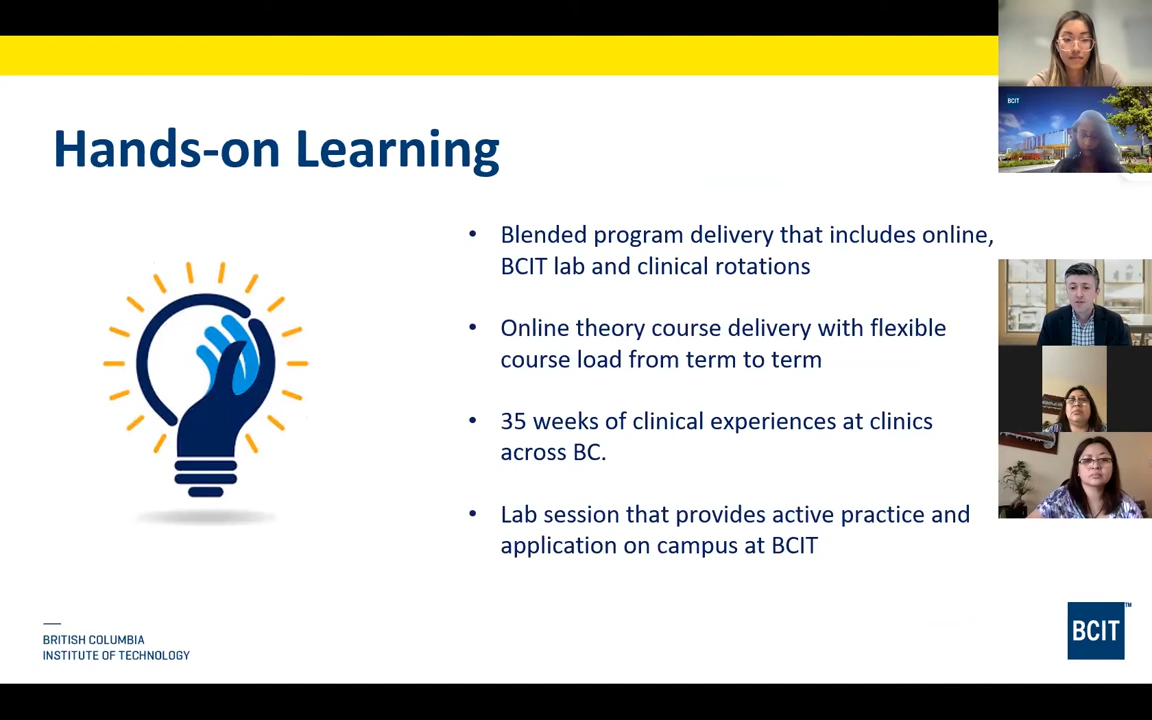 BCIT
Hands-on Learning
• Blended program delivery that includes online,
BCIT lab and clinical rotations
• Online theory course delivery with flexible
course load from term to term
• 35 weeks of clinical experiences at clinics
across BC.
• Lab session that provides active practice and
application on campus at BCIT
BRITISH COLUMBIA
INSTITUTE OF TECHNOLOGY
BCIT™